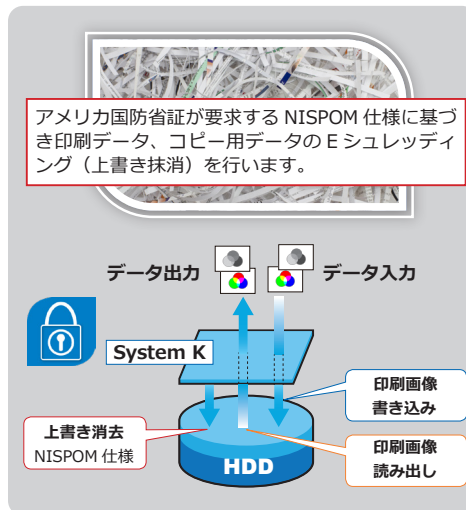 アメリカ国防省証が要求する NISPOM 仕様に基づ
き印刷データ、コピー用データの E シュレッディ
ング（上書き抹消）を行います。
データ出力
データ入力
System K
印刷画像
書き込み
上書き消去
NISPOM 仕様
HDD
印刷画像
読み出し